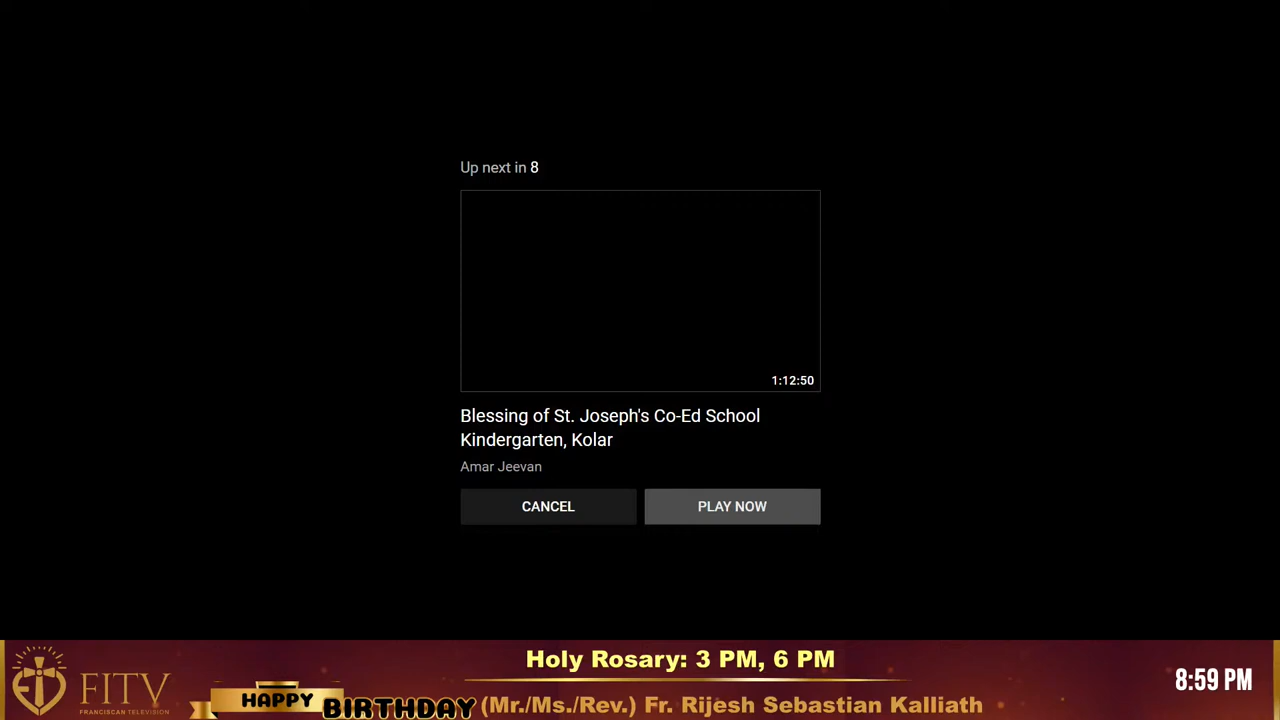 Up next in 8
1:12:50
Blessing of St. Joseph's Co-Ed School
Kindergarten, Kolar
Amar Jeevan
CANCEL
PLAY NOW
Holy Rosary: 3 PM, 6 PM
FITV
FRANCISCAN TELEVISION
HAPPY BIRTHDAY (Mr./Ms./Rev.) Fr. Rijesh Sebastian Kalliath
8:59 PM